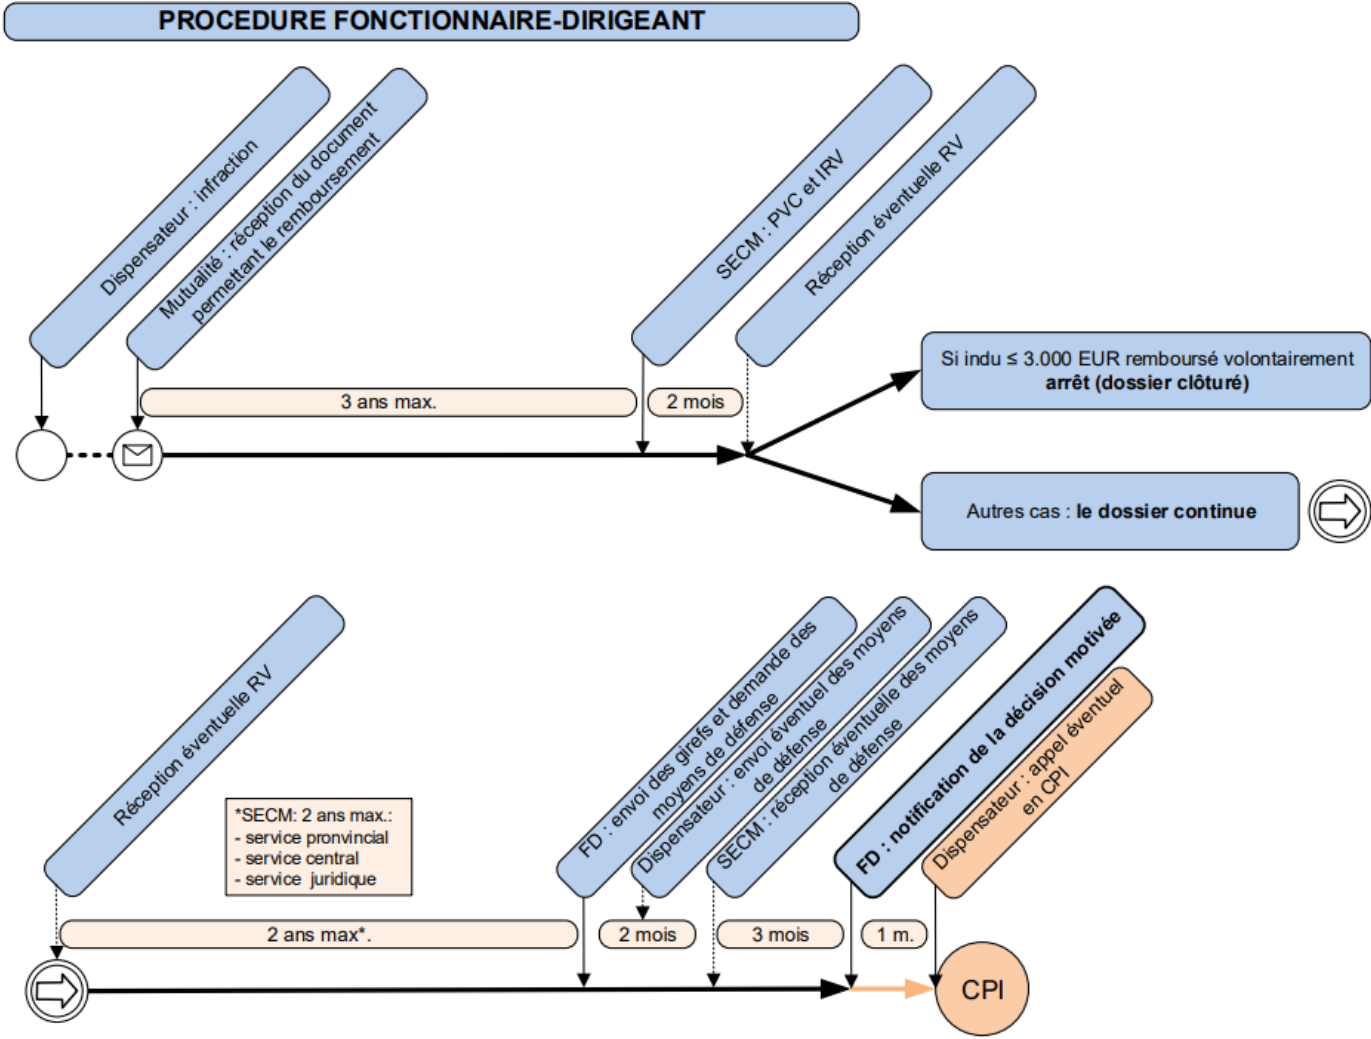 PROCEDURE FONCTIONNAIRE-DIRIGEANT
Dispensateur : infraction
Mutualité : réception du document
permettant le remboursement
SECM : PVC et IRV
Réception éventuelle RV
3 ans max.
2 mois
Si indu ≤ 3.000 EUR remboursé volontairement
arrêt (dossier clôturé)
Autres cas : le dossier continue
Réception éventuelle RV
*SECM: 2 ans max.:
- service pronvincial
- service central
- service juridique
FD : envoi des girefs et demande des
moyens de défense
Dispensateur : envoi éventuel des moyens
de défense
SECM : réception éventuelle des moyens
de défense
FD : notification de la décision motivée
Dispensateur : appel éventuel
en CPI
2 ans max*.
2 mois
3 mois
1 m.
CPI